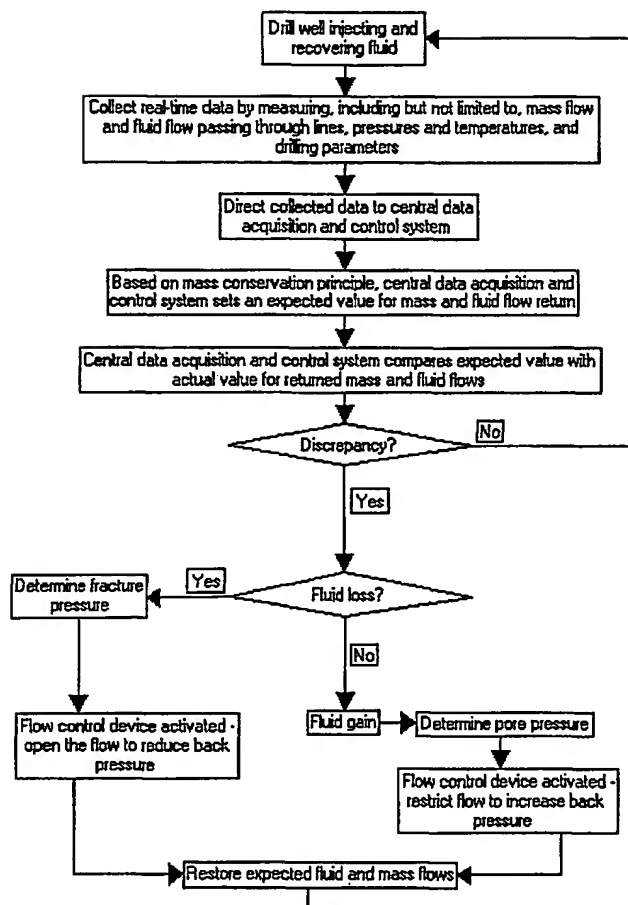 Drill well injecting and
recovering fluid
Collect real-time data by measuring, including but not limited to, mass flow
and fluid flow passing through lines, pressures and temperatures, and
drilling parameters
Direct collected data to central data
acquisition and control system
Based on mass conservation principle, central data acquisition and
control system sets an expected value for mass and fluid flow return
Central data acquisition and control system compares expected value with
actual value for returned mass and fluid flows
Discrepancy?
No
Yes
Fluid loss?
Yes
Determine fracture
pressure
No
Fluid gain
Determine pore pressure
Flow control device activated -
open the flow to reduce back
pressure
Flow control device activated -
restrict flow to increase back
pressure
Restore expected fluid and mass flows